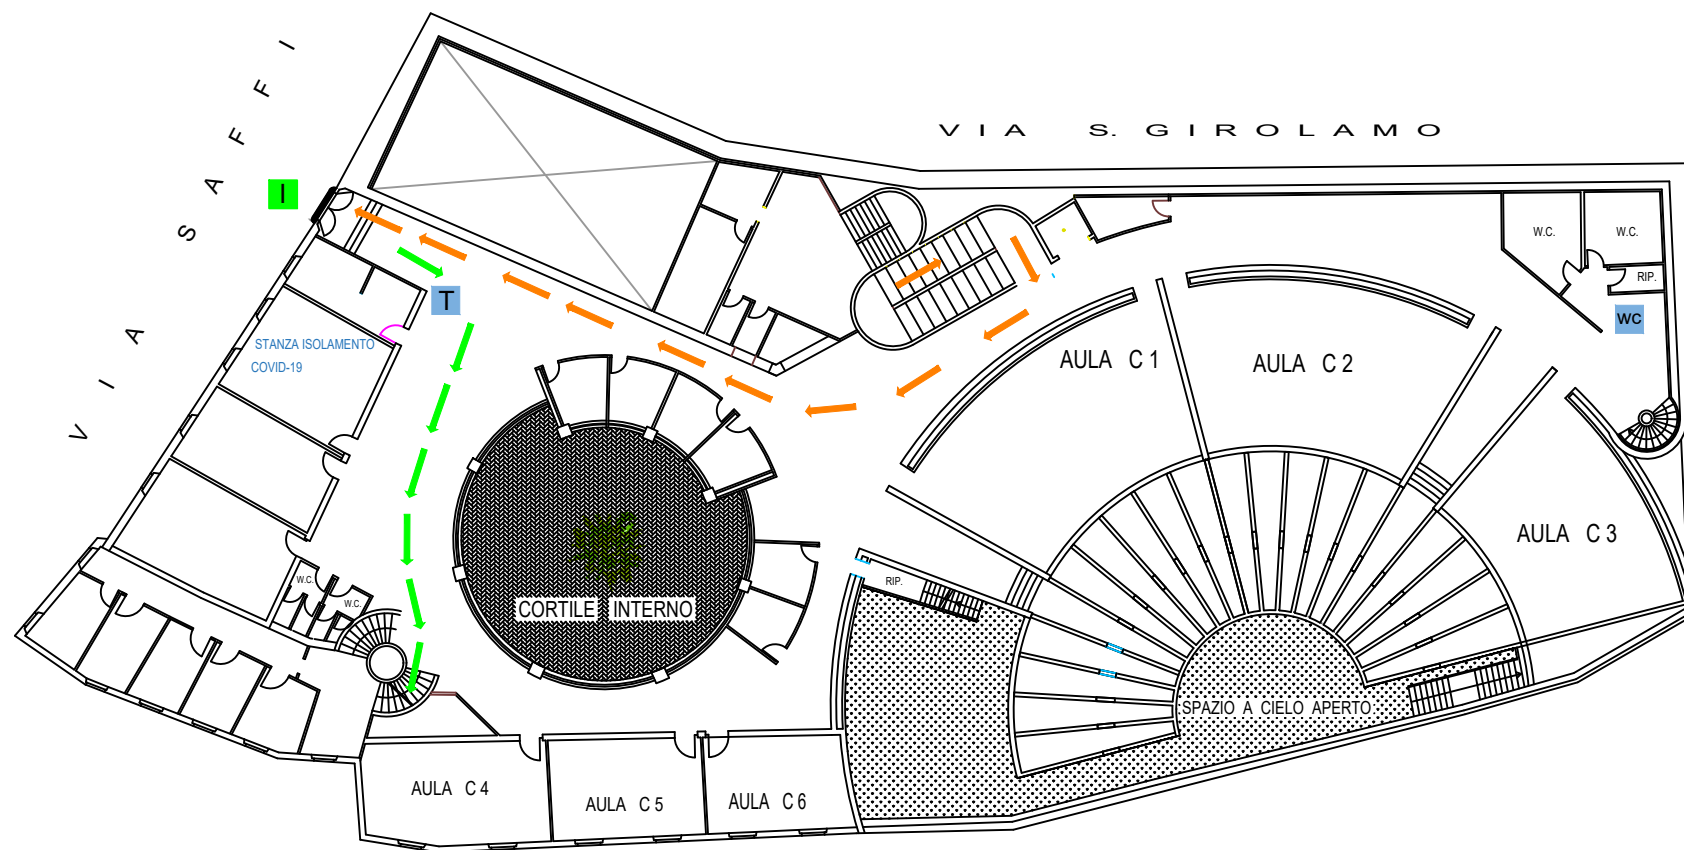 VIA SAFFI
VIA S. GIROLAMO
I
T
STANZA ISOLAMENTO
COVID-19
AULA C 1
AULA C 2
W.C.
W.C.
RIP.
WC
AULA C 3
CORTILE INTERNO
RIP.
W.C.
W.C.
SPAZIO A CIELO APERTO
AULA C 4
AULA C 5
AULA C 6